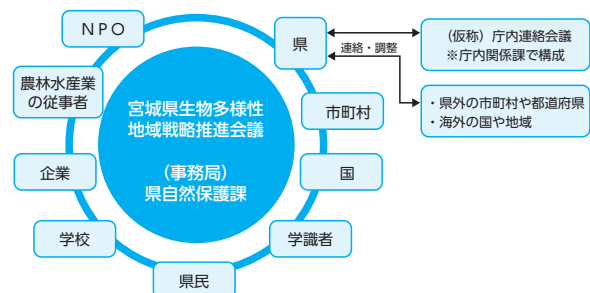 NPO
県
連絡・調整
（仮称）庁内連絡会議
※庁内関係課で構成
・県外の市町村や都道府県
・海外の国や地域
農林水産業
の従事者
宮城県生物多様性
地域戦略推進会議
（事務局）
県自然保護課
市町村
企業
国
学校
学識者
県民